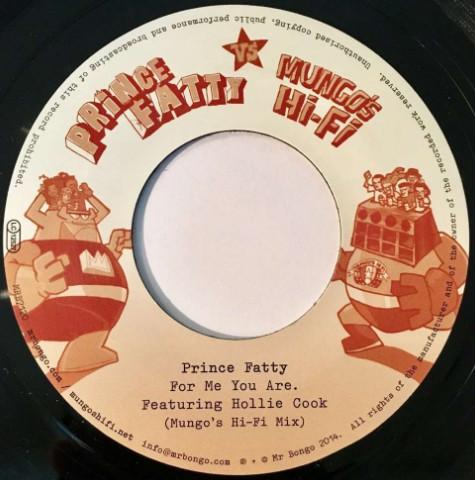 PRINCE FATTY
VS
MUNGO'S HI-FI
Prince Fatty
For Me You Are.
Featuring Hollie Cook
(Mungo's Hi-Fi Mix)
mrbongo.com /
mungoshifi.net
info@mrbongo.com ℗ + © Mr Bongo 2014.
All rights of the manufacturer and of the owner of the recorded work reserved.
Unauthorised copying, public performance and broadcasting of this record prohibited.